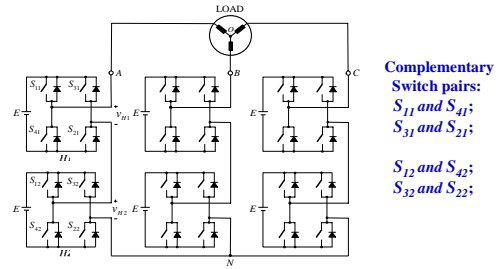 LOAD
O
A
B
C
S11 S31
E
S41 S21
H1
+
vH1
-
E
E
S12 S32
E
S42 S22
H2
+
vH2
-
E
E
N
Complementary
Switch pairs:
S11 and S41;
S31 and S21;
S12 and S42;
S32 and S22;